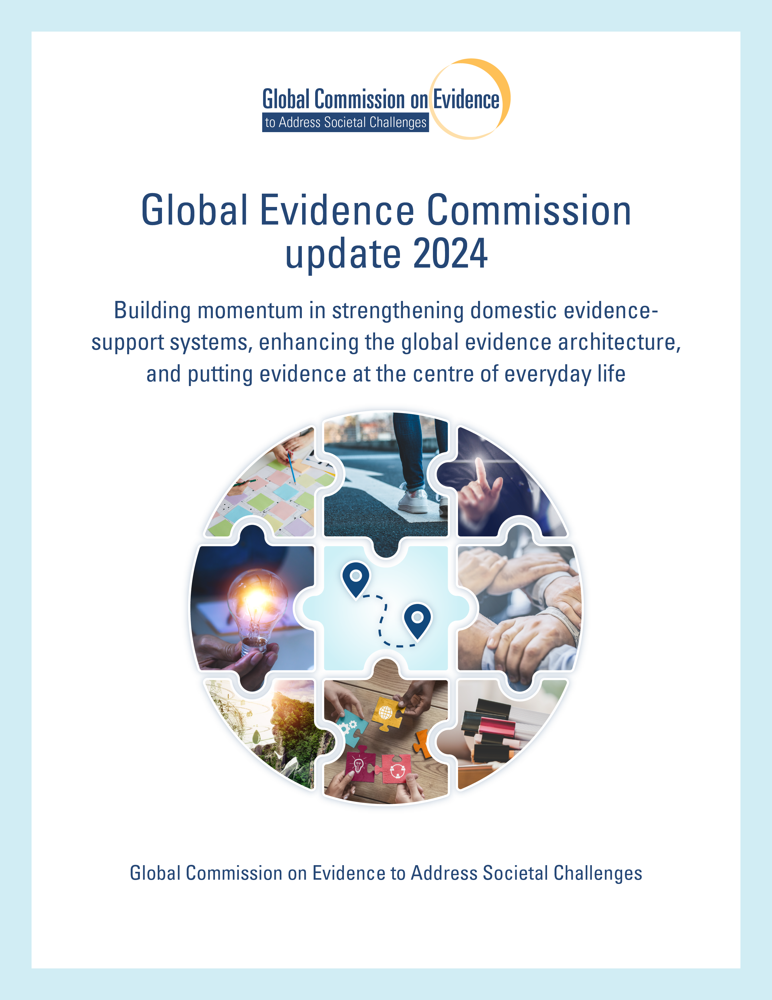 Global Commission on Evidence
to Address Societal Challenges
Global Evidence Commission
update 2024
Building momentum in strengthening domestic evidence-
support systems, enhancing the global evidence architecture,
and putting evidence at the centre of everyday life
Global Commission on Evidence to Address Societal Challenges